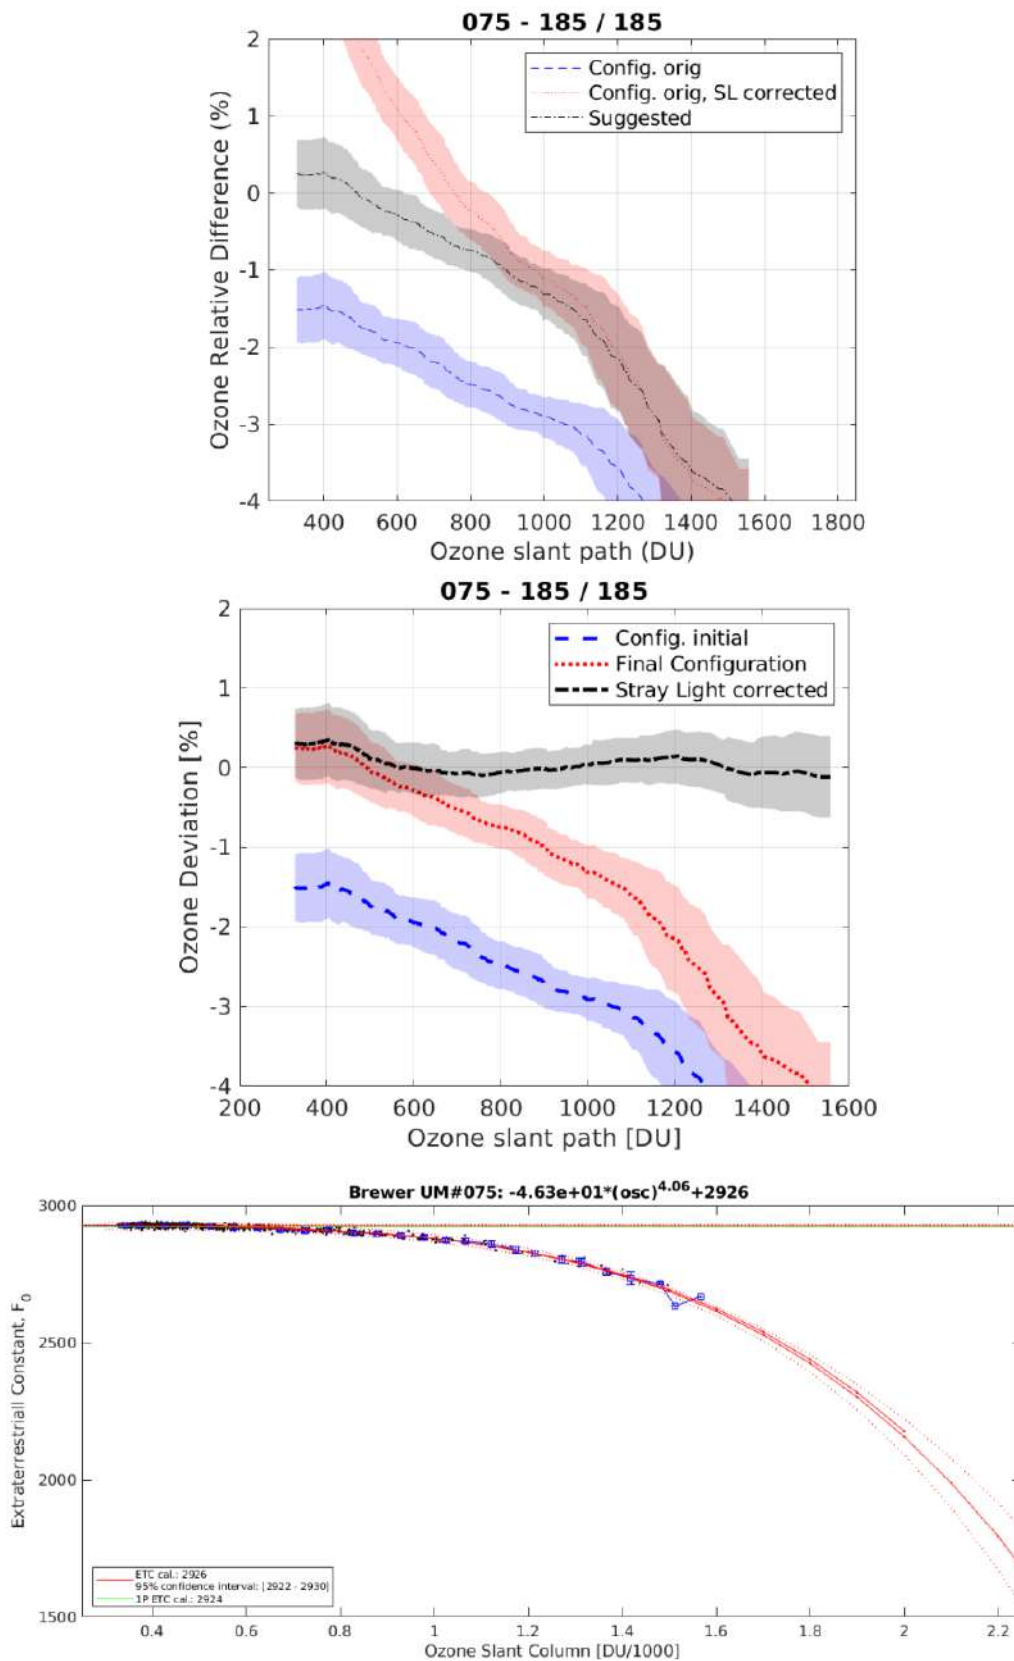 075 - 185 / 185
2
1
0
-1
-2
-3
-4
Ozone Relative Difference (%)
Config. orig
Config. orig, SL corrected
Suggested
400 600 800 1000 1200 1400 1600 1800
Ozone slant path (DU)
075 - 185 / 185
2
1
0
-1
-2
-3
-4
Ozone Deviation [%]
Config. initial
Final Configuration
Stray Light corrected
200 400 600 800 1000 1200 1400 1600
Ozone slant path [DU]
Brewer UM#075: -4.63e+01*(osc)^4.06+2926
3000
2500
2000
1500
Extraterrestriall Constant, F_0
ETC cal.: 2926
95% confidence interval: [2922 - 2930]
1P ETC cal.: 2924
0.4 0.6 0.8 1 1.2 1.4 1.6 1.8 2 2.2
Ozone Slant Column [DU/1000]